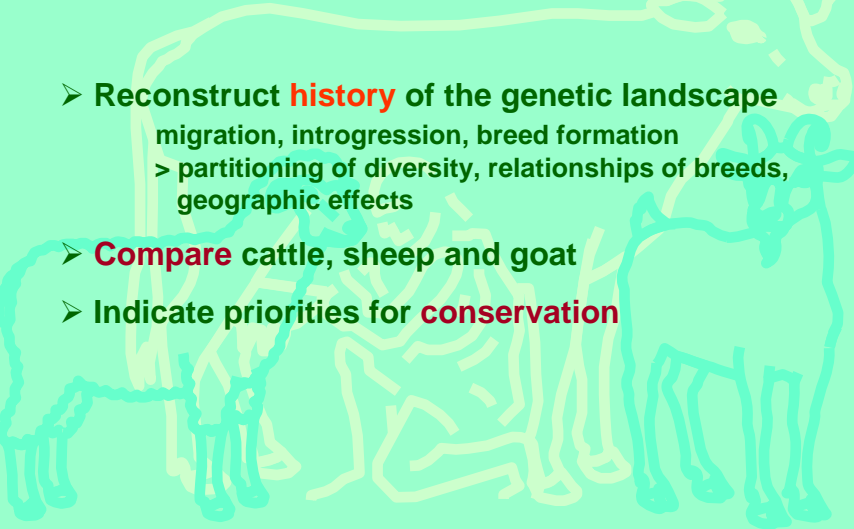 ➢ Reconstruct history of the genetic landscape
migration, introgression, breed formation
> partitioning of diversity, relationships of breeds,
geographic effects
➢ Compare cattle, sheep and goat
➢ Indicate priorities for conservation